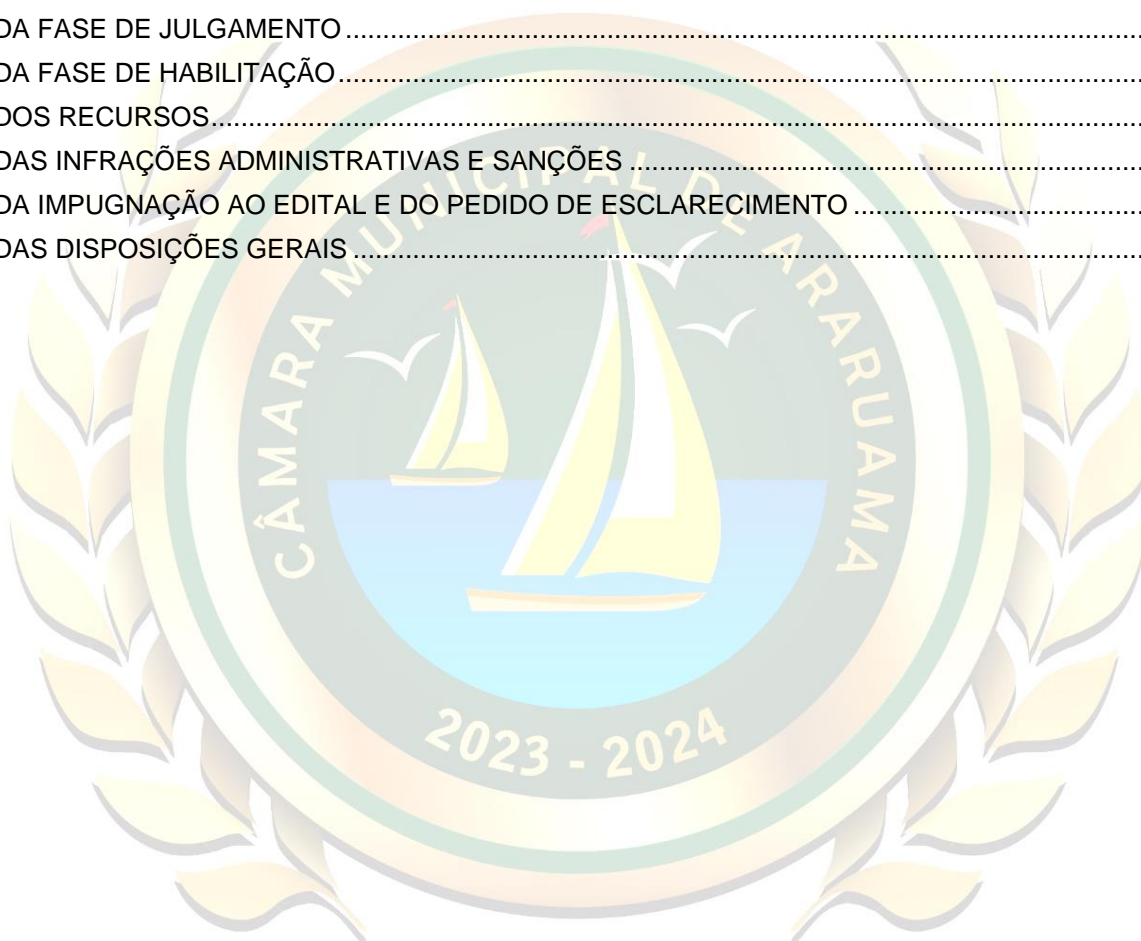 DA FASE DE JULGAMENTO
DA FASE DE HABILITAÇÃO
DOS RECURSOS
DAS INFRAÇÕES ADMINISTRATIVAS E SANÇÕES
DA IMPUGNAÇÃO AO EDITAL E DO PEDIDO DE ESCLARECIMENTO
DAS DISPOSIÇÕES GERAIS
CÂMARA MUNICIPAL DE ARARUAMA
2023 - 2024